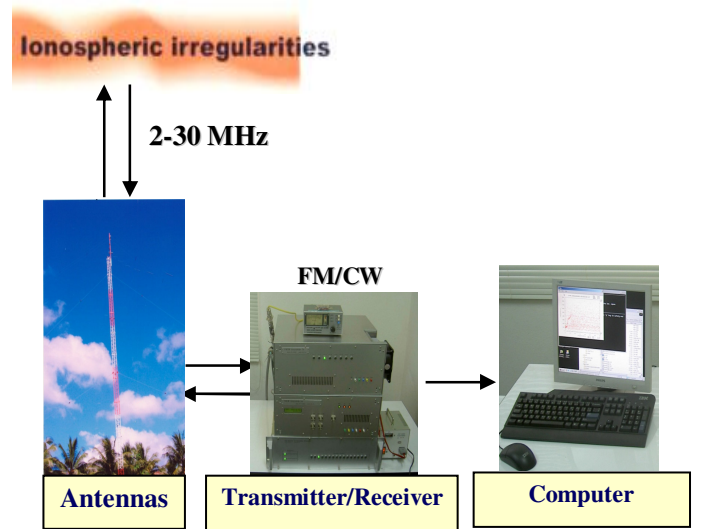 Ionospheric irregularities
2-30 MHz
FM/CW
Antennas
Transmitter/Receiver
Computer